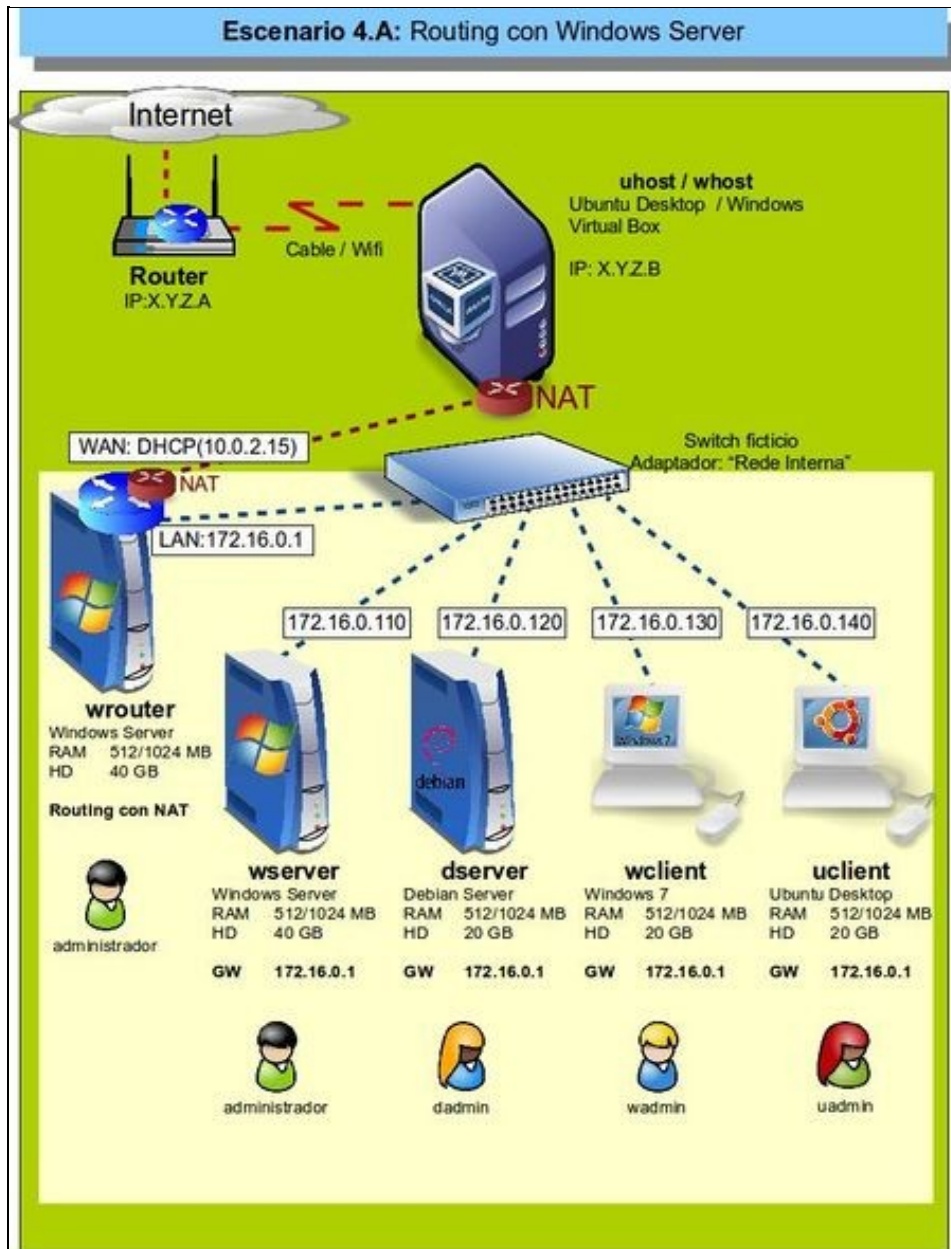 Escenario 4.A: Routing con Windows Server
Internet
uhost / whost
Ubuntu Desktop / Windows
Virtual Box
IP: X.Y.Z.B
Cable / Wifi
Router
IP:X.Y.Z.A
NAT
WAN: DHCP(10.0.2.15)
Switch ficticio
Adaptador: "Rede Interna"
NAT
LAN:172.16.0.1
172.16.0.110
172.16.0.120
172.16.0.130
172.16.0.140
wrouter
Windows Server
RAM 512/1024 MB
HD 40 GB
Routing con NAT
administrador
Windows 7
debian
wserver
Windows Server
RAM 512/1024 MB
HD 40 GB
GW 172.16.0.1
administrador
dserver
Debian Server
RAM 512/1024 MB
HD 20 GB
GW 172.16.0.1
dadmin
wclient
Windows 7
RAM 512/1024 MB
HD 20 GB
GW 172.16.0.1
wadmin
uclient
Ubuntu Desktop
RAM 512/1024 MB
HD 20 GB
GW 172.16.0.1
uadmin